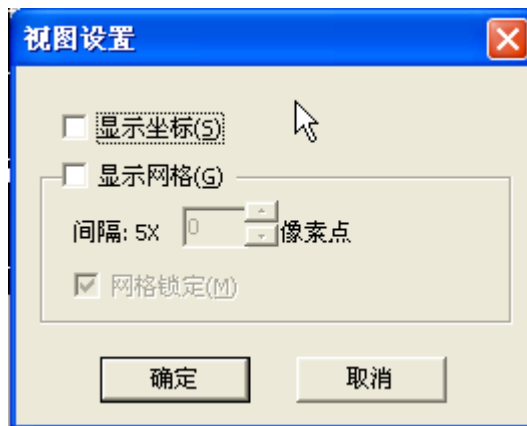 视图设置
显示坐标(S)
显示网格(G)
间隔: 5X 0 像素点
网格锁定(M)
确定 取消